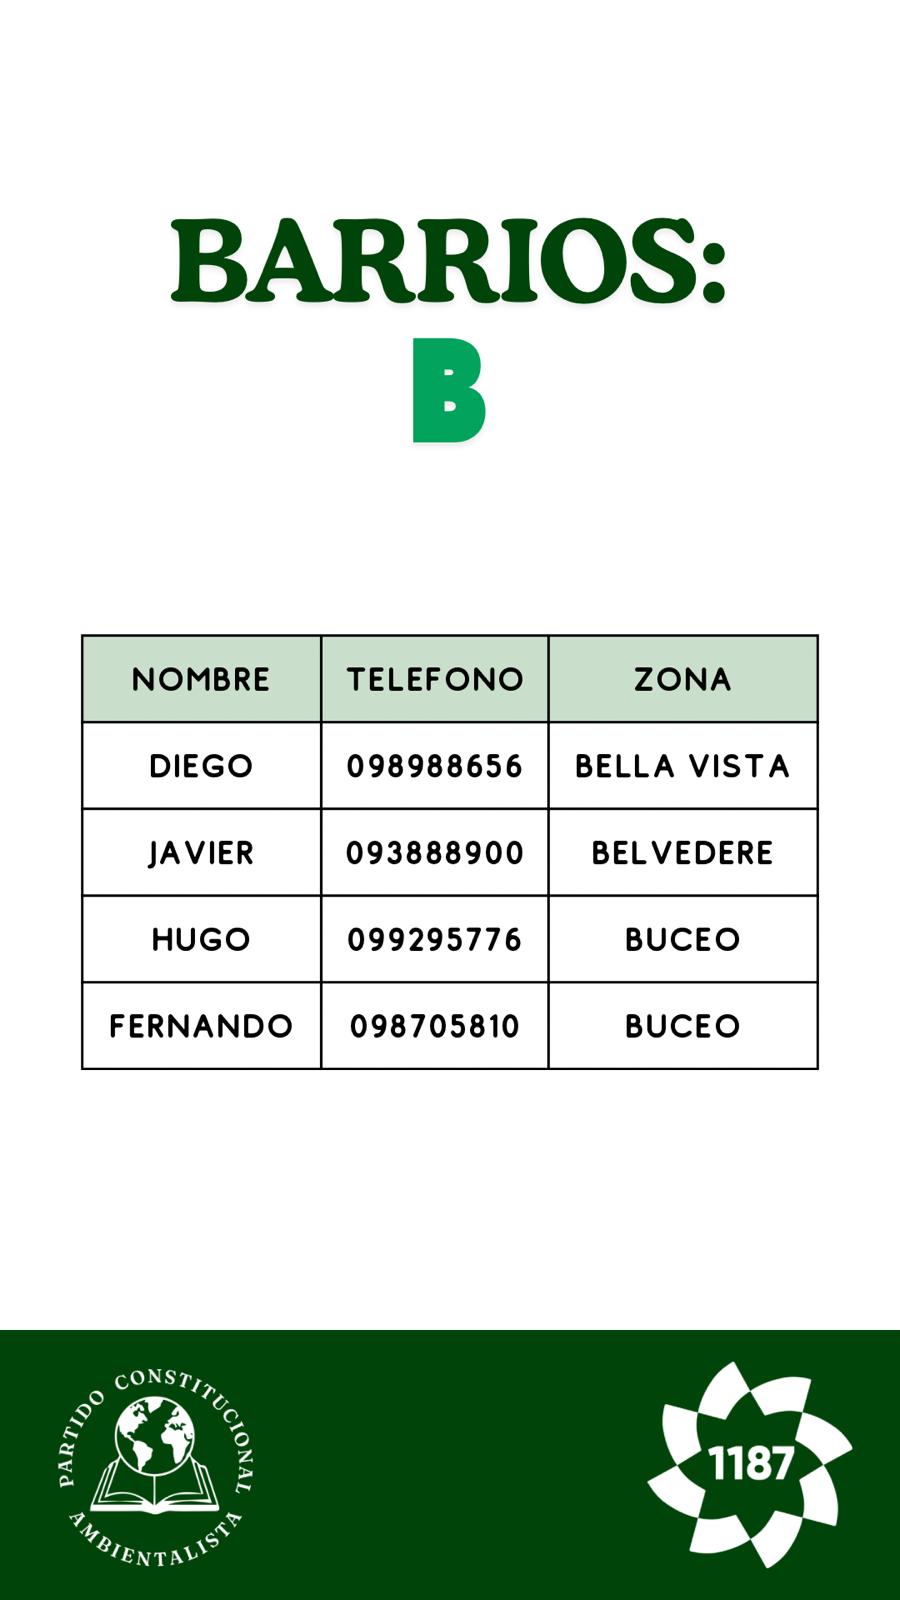 BARRIOS:
B
NOMBRE TELEFONO ZONA
DIEGO 098988656 BELLA VISTA
JAVIER 093888900 BELVEDERE
HUGO 099295776 BUCEO
FERNANDO 098705810 BUCEO
PARTIDO CONSTITUCIONAL
AMBIENTALISTA
1187